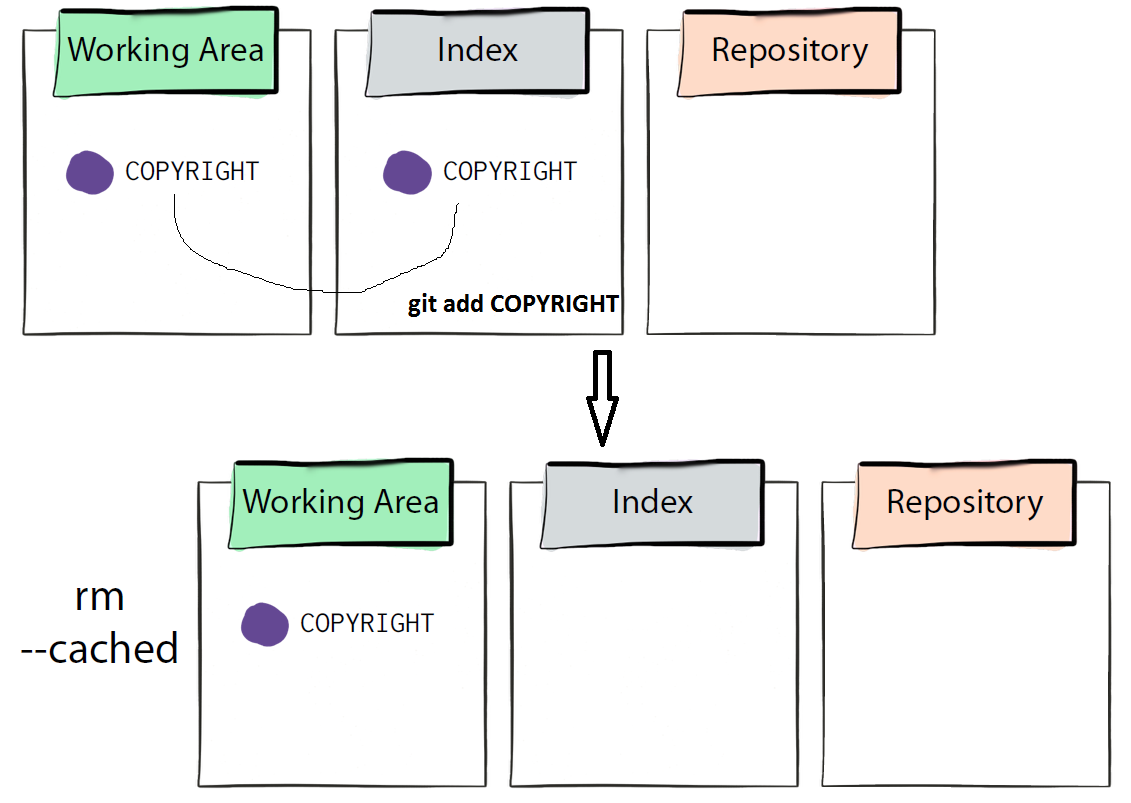 Working Area
Index
Repository
COPYRIGHT
COPYRIGHT
git add COPYRIGHT
Working Area
Index
Repository
rm
--cached
COPYRIGHT